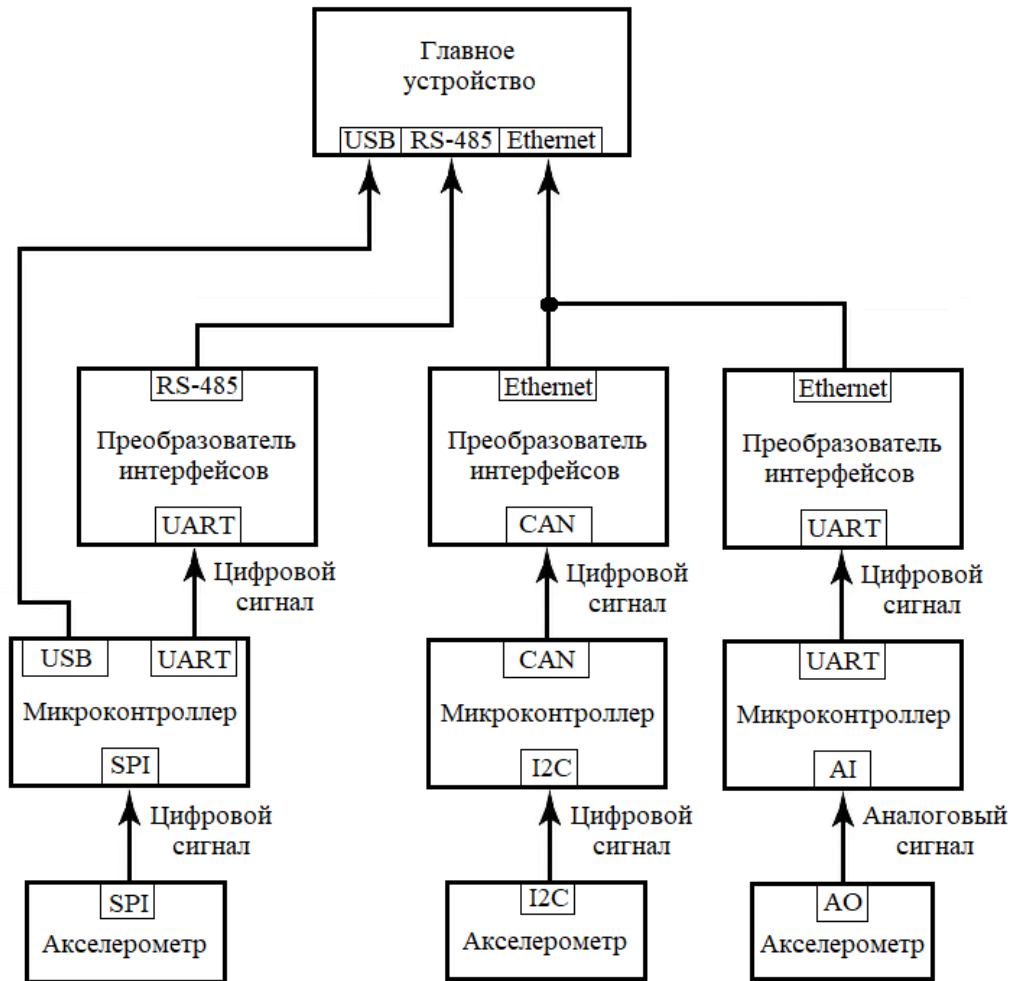 Главное
устройство
USB RS-485 Ethernet
RS-485
Преобразователь
интерфейсов
UART
Ethernet
Преобразователь
интерфейсов
CAN
Ethernet
Преобразователь
интерфейсов
UART
Цифровой
сигнал
Цифровой
сигнал
Цифровой
сигнал
USB UART
Микроконтроллер
SPI
CAN
Микроконтроллер
I2C
UART
Микроконтроллер
AI
Цифровой
сигнал
Цифровой
сигнал
Аналоговый
сигнал
SPI
Акселерометр
I2C
Акселерометр
AO
Акселерометр